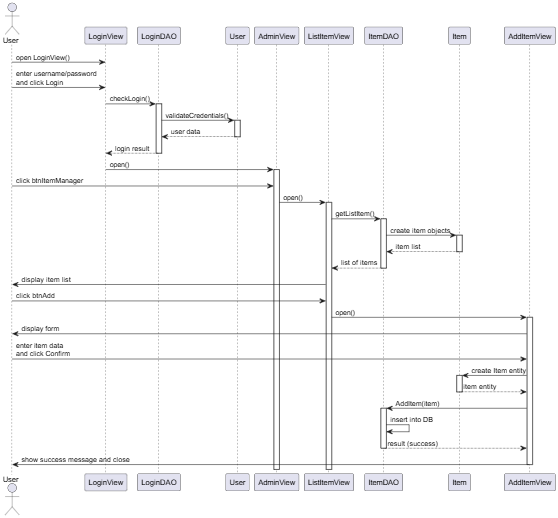 User
LoginView
LoginDAO
User
AdminView
ListItemView
ItemDAO
Item
AddItemView
open LoginView()
enter username/password
and click Login
checkLogin()
validateCredentials()
user data
login result
open()
click btnItemManager
open()
getListItem()
create item objects
item list
list of items
display item list
click btnAdd
open()
display form
enter item data
and click Confirm
create Item entity
item entity
AddItem(item)
insert into DB
result (success)
show success message and close
User
LoginView
LoginDAO
User
AdminView
ListItemView
ItemDAO
Item
AddItemView